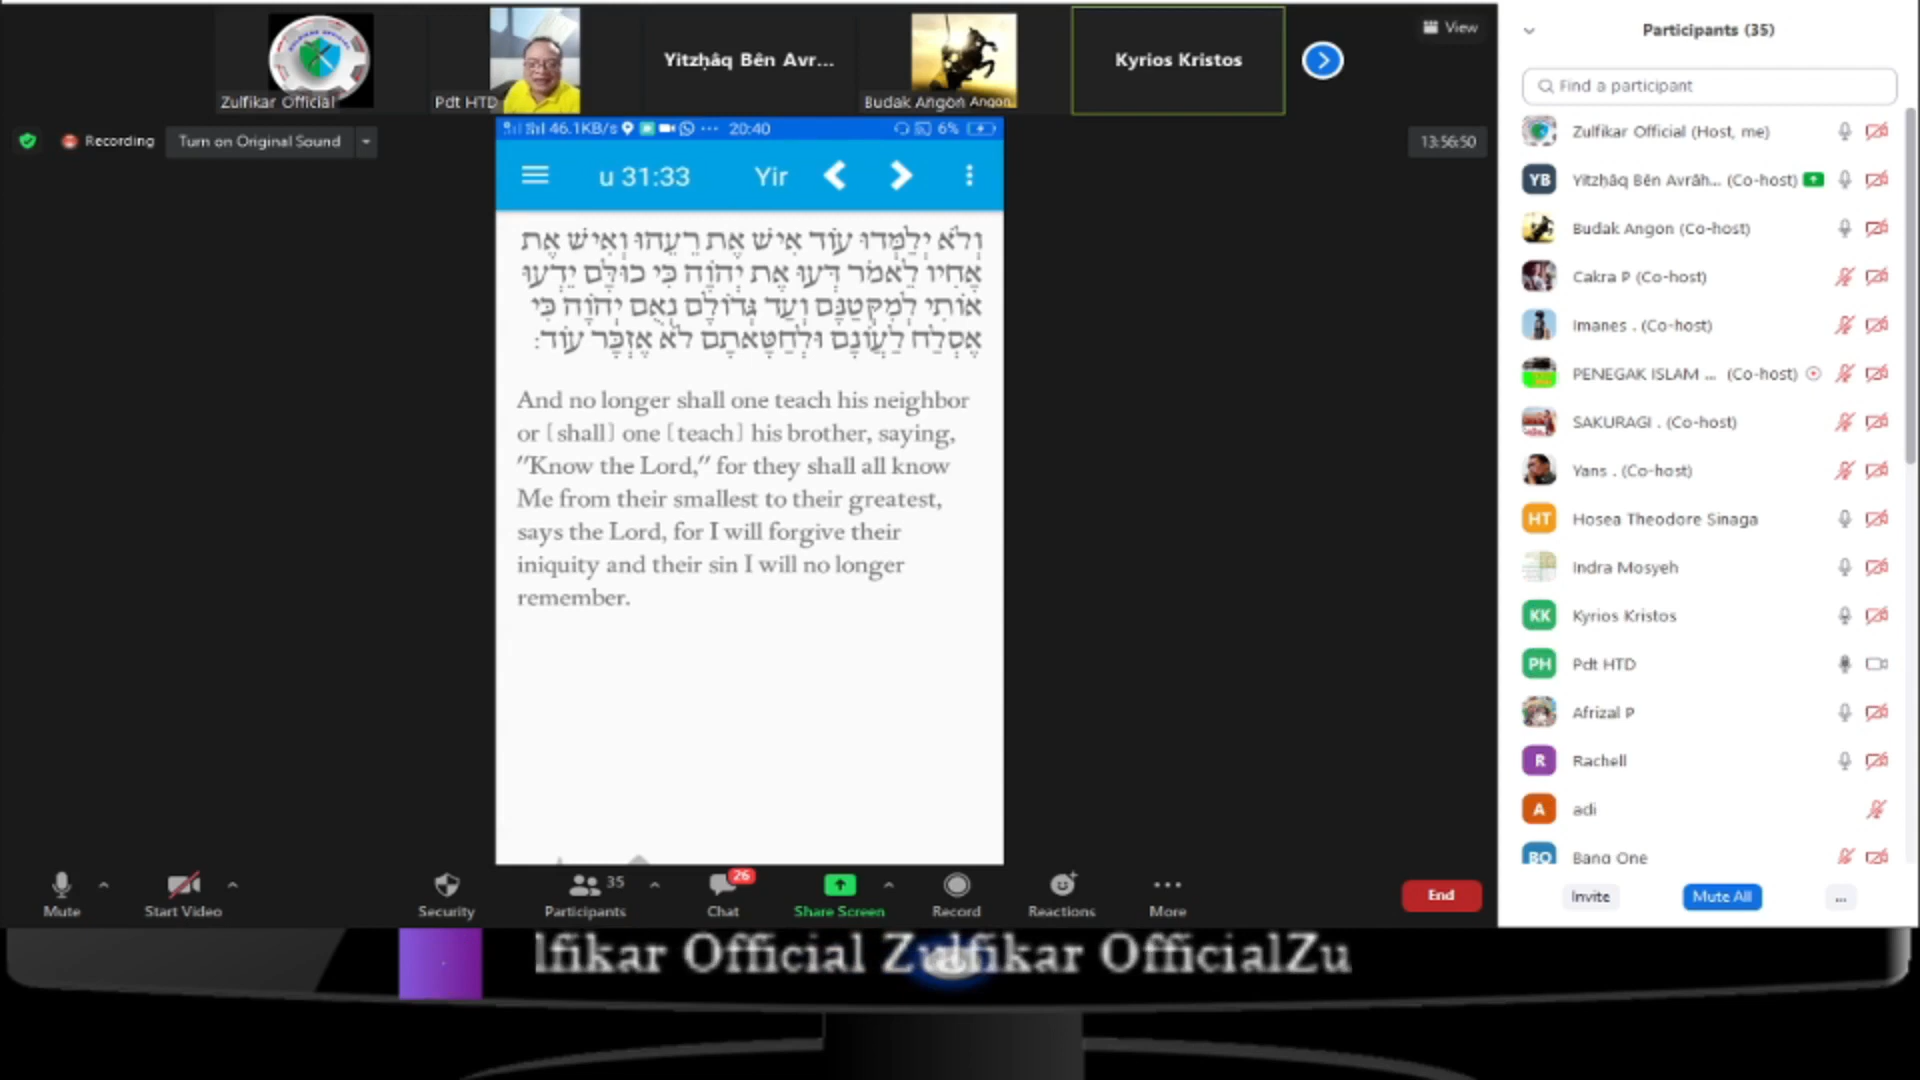 Zulfikar Official
Pdt HTD
Yitzḥâq Bên Avr...
Budak Angon Angon
Kyrios Kristos
View
Recording
Turn on Original Sound
13:56:50
46.1KB/s
20:40
6%
u 31:33
Yir
וְלֹא יְלַמְּדוּ עוֹד אִישׁ אֶת רֵעֵהוּ וְאִישׁ אֶת
אָחִיו לֵאמֹר דְּעוּ אֶת יְהֹוָה כִּי כוּלָּם יֵדְעוּ
אוֹתִי לְמִקְּטַנָּם וְעַד גְּדוֹלָם נְאֻם יְהֹוָה כִּי
אֶסְלַח לַעֲוֹנָם וּלְחַטָּאתָם לֹא אֶזְכָּר עוֹד:
And no longer shall one teach his neighbor
or [shall] one [teach] his brother, saying,
"Know the Lord," for they shall all know
Me from their smallest to their greatest,
says the Lord, for I will forgive their
iniquity and their sin I will no longer
remember.
Participants (35)
Find a participant
Zulfikar Official (Host, me)
YB Yitzḥâq Bên Avrâh... (Co-host)
Budak Angon (Co-host)
Cakra P (Co-host)
Imanes . (Co-host)
PENEGAK ISLAM ... (Co-host)
SAKURAGI . (Co-host)
Yans . (Co-host)
HT Hosea Theodore Sinaga
Indra Mosyeh
KK Kyrios Kristos
PH Pdt HTD
Afrizal P
R Rachell
A adi
BO Bang One
Invite
Mute All
...
Mute
Start Video
Security
35
Participants
26
Chat
Share Screen
Record
Reactions
More
End
lfikar Official Zulfikar OfficialZu